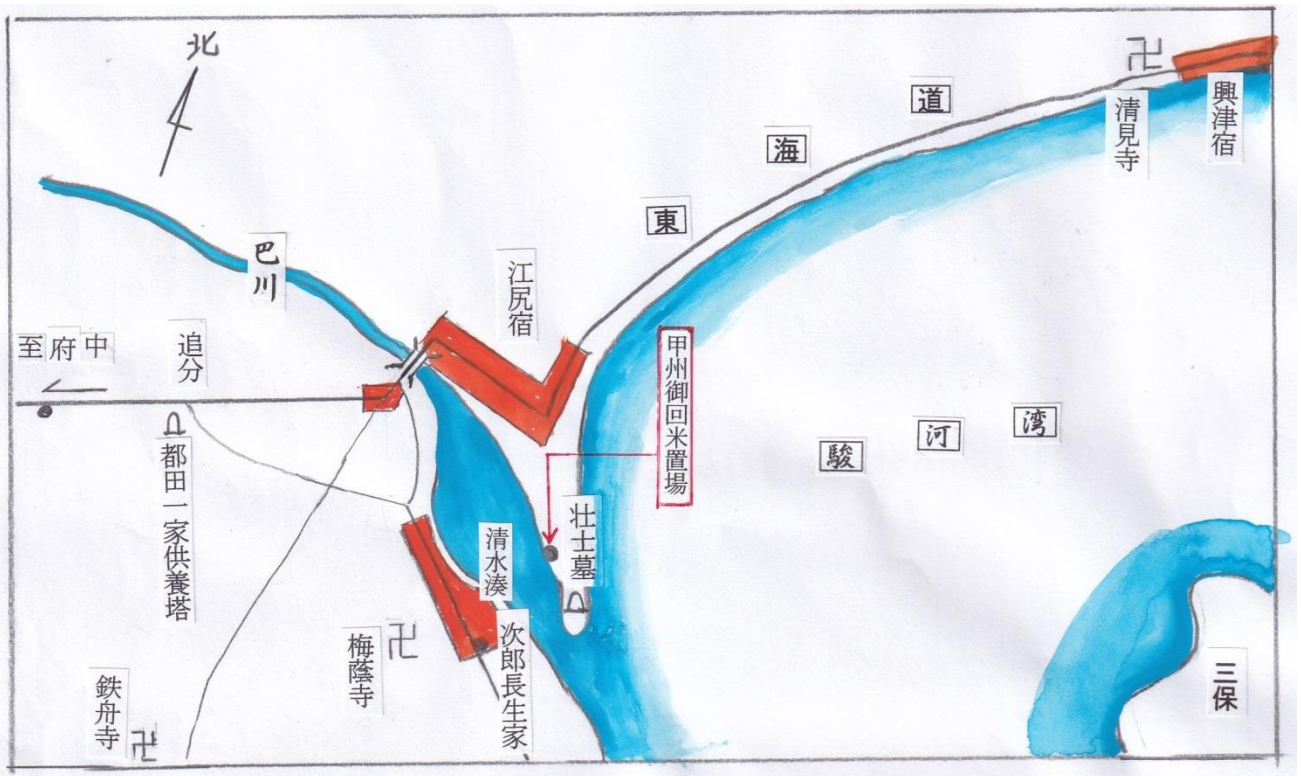 北
道
海
東
清見寺
興津宿
巴川
江尻宿
至府中
追分
甲州御回米置場
駿河湾
都田一家供養塔
壮士墓
清水湊
次郎長生家
梅蔭寺
鉄舟寺
三保